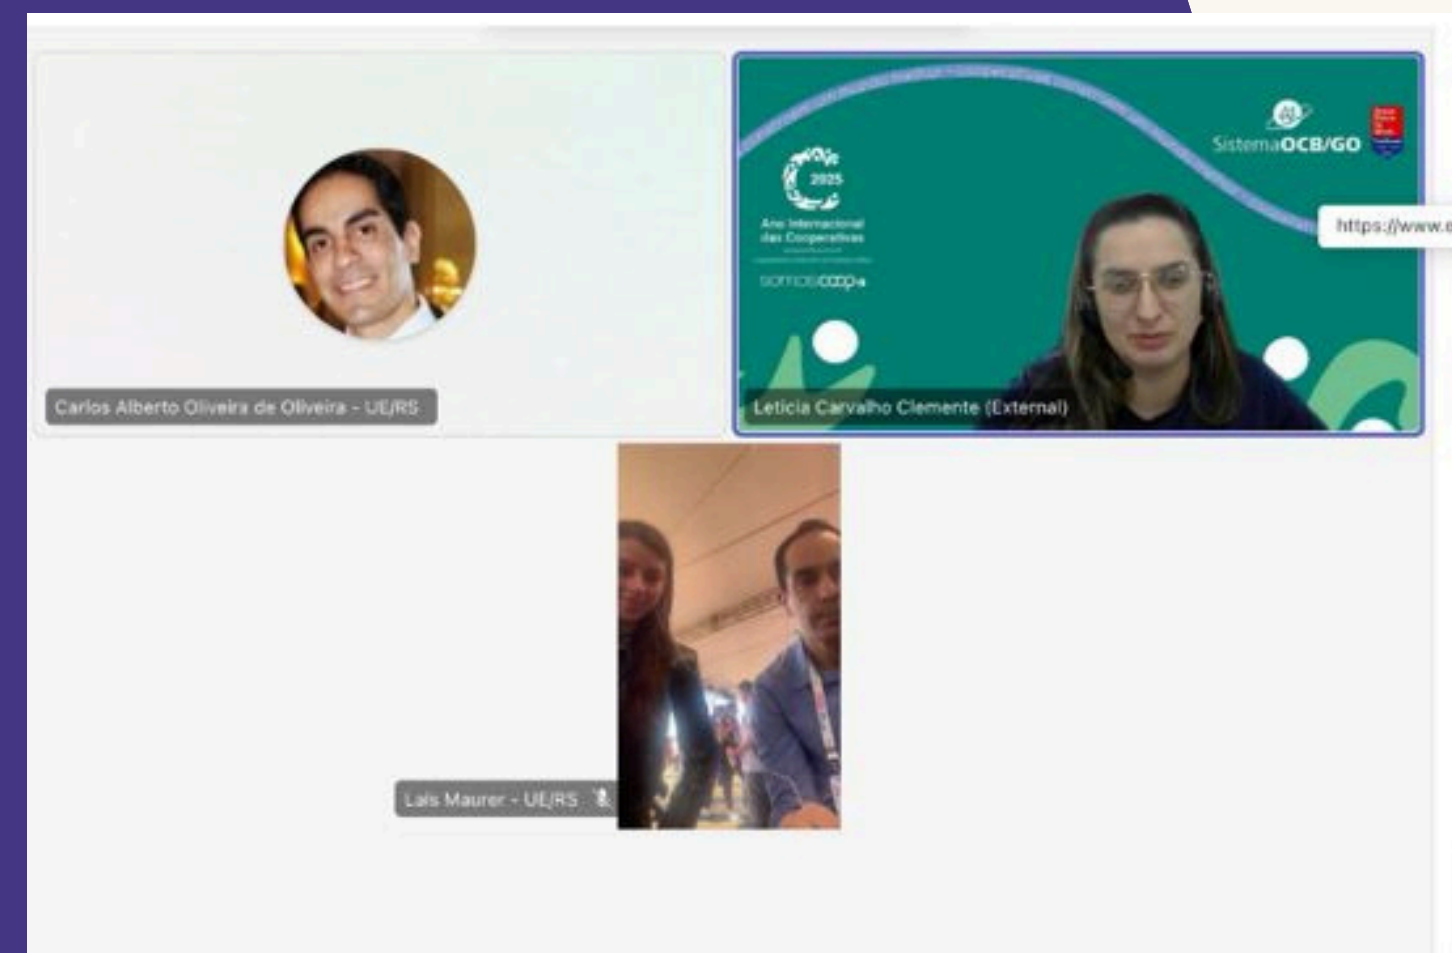 Carlos Alberto Oliveira de Oliveira - UE/RS
2025
Ano Internacional
das Cooperativas
somoscoop
SistemaOCB/GO
https://www.
Leticia Carvalho Clemente (External)
Laís Maurer - UE/RS